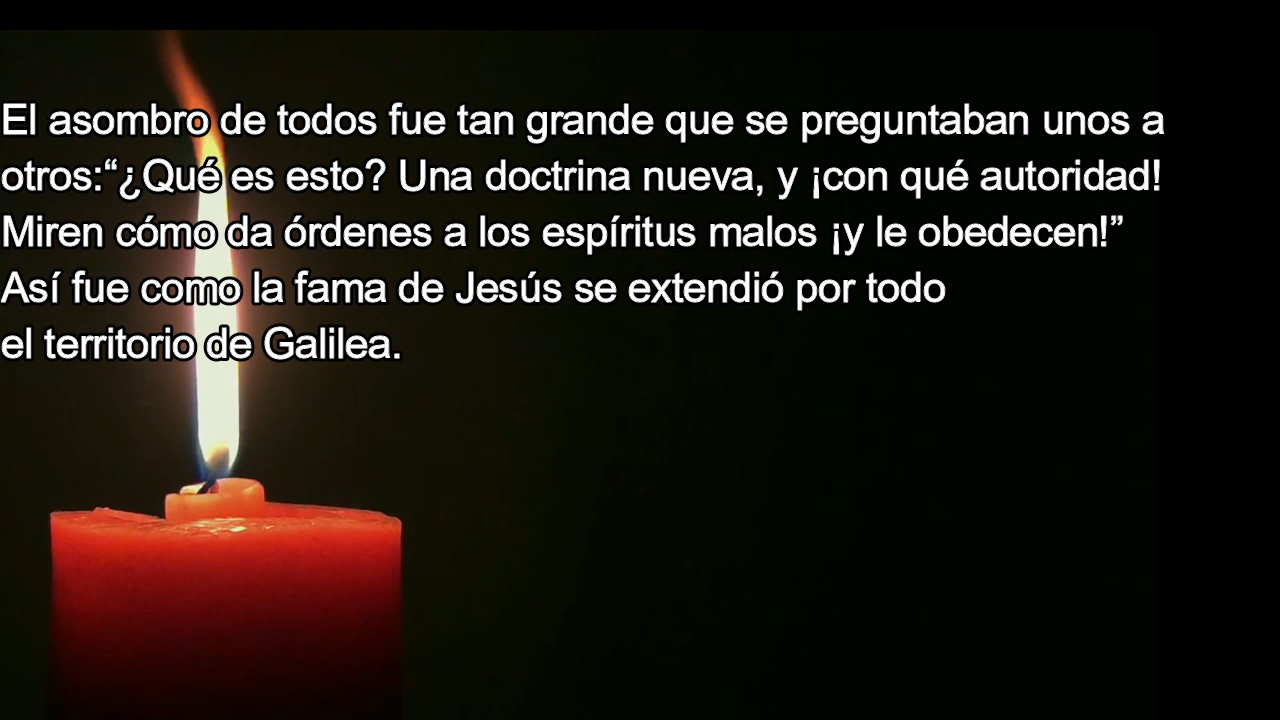 El asombro de todos fue tan grande que se preguntaban unos a
otros:“¿Qué es esto? Una doctrina nueva, y ¡con qué autoridad!
Miren cómo da órdenes a los espíritus malos ¡y le obedecen!”
Así fue como la fama de Jesús se extendió por todo
el territorio de Galilea.